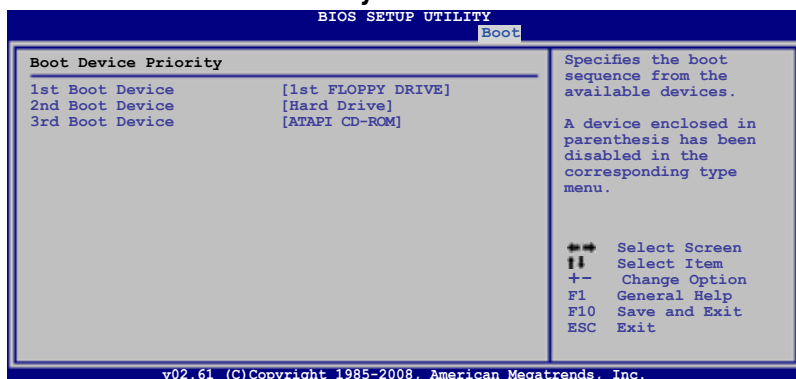 BIOS SETUP UTILITY
Boot
Boot Device Priority
1st Boot Device [1st FLOPPY DRIVE]
2nd Boot Device [Hard Drive]
3rd Boot Device [ATAPI CD-ROM]
Specifies the boot
sequence from the
available devices.
A device enclosed in
parenthesis has been
disabled in the
corresponding type
menu.
Select Screen
Select Item
+- Change Option
F1 General Help
F10 Save and Exit
ESC Exit
v02.61 (C)Copyright 1985-2008, American Megatrends, Inc.